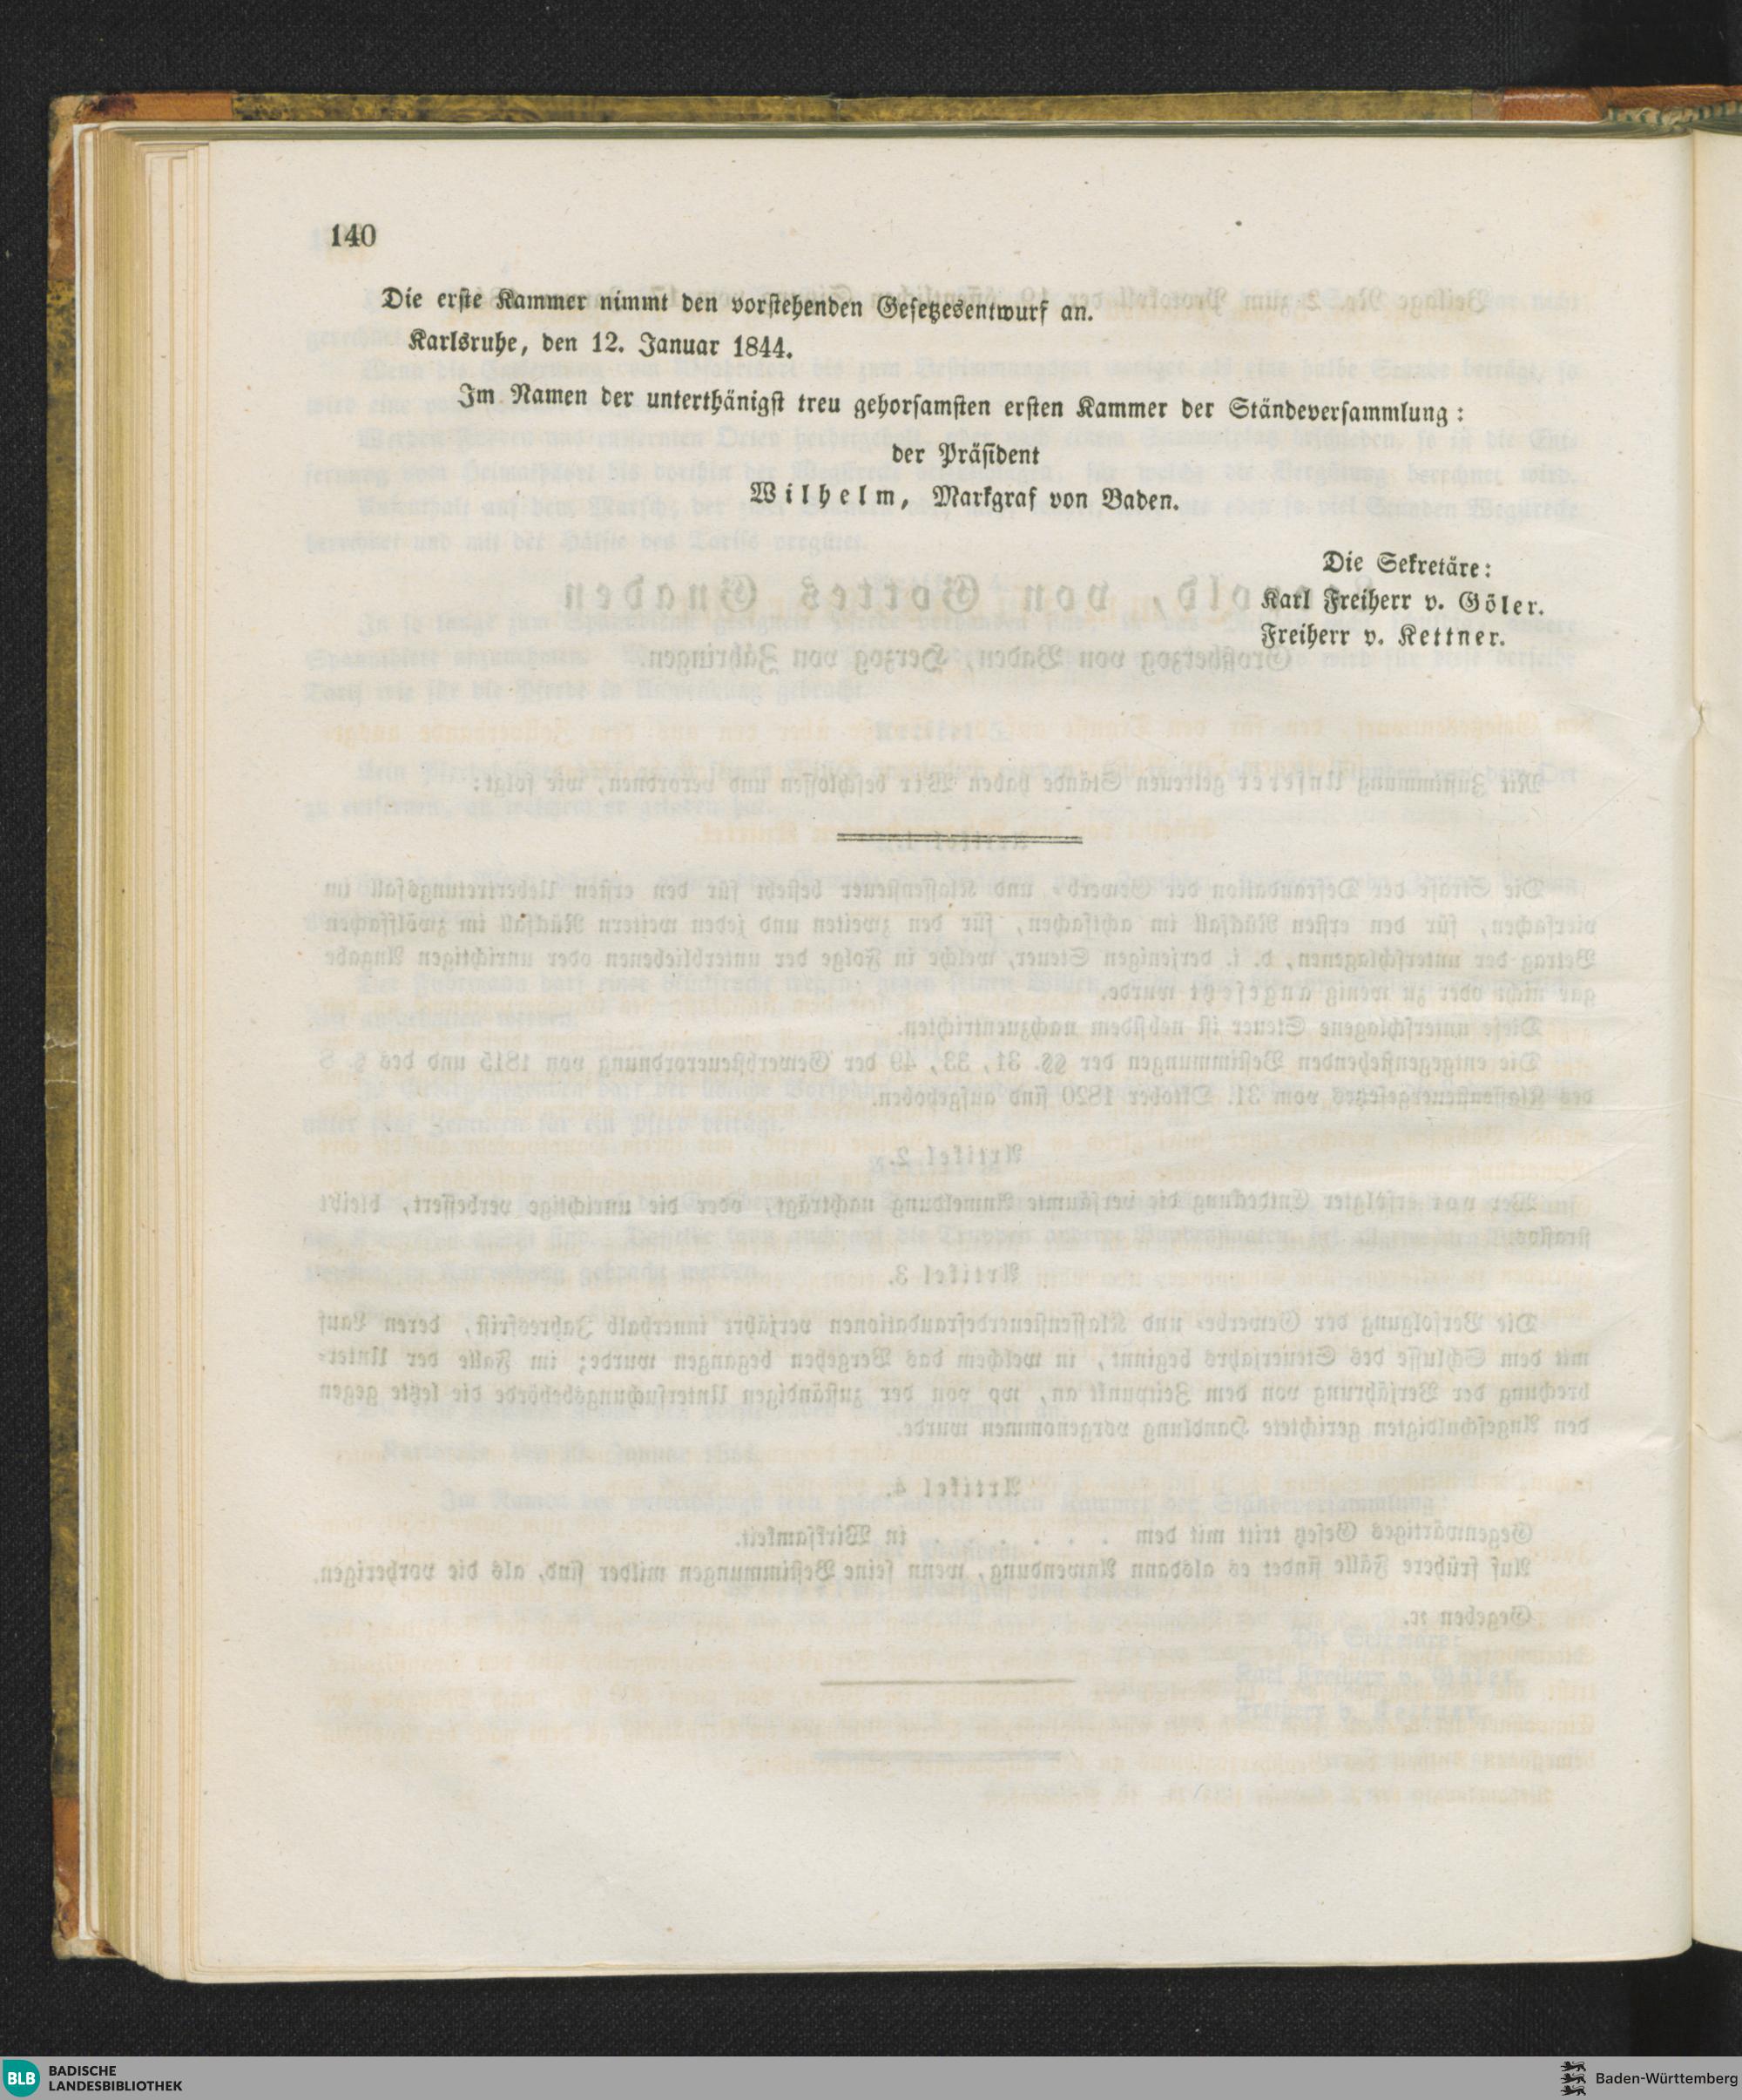 140
Die erste Kammer nimmt den vorstehenden Gesetzesentwurf an.
Karlsruhe, den 12. Januar 1844.
Im Namen der unterthänigst treu gehorsamsten ersten Kammer der Ständeversammlung:
der Präsident
Wilhelm, Markgraf von Baden.
Die Sekretäre:
Karl Freiherr v. Göler.
Freiherr v. Kettner.
BLB BADISCHE
LANDESBIBLIOTHEK
Baden-Württemberg